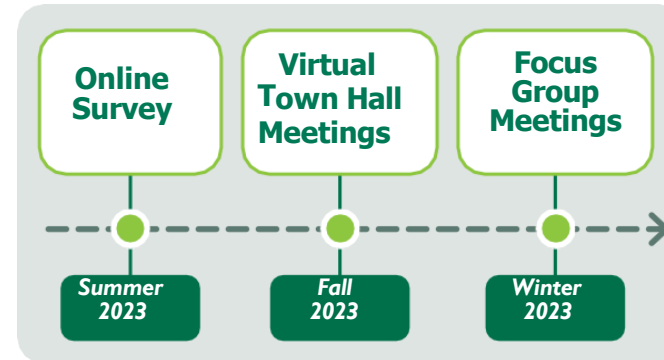 Online
Survey
Virtual
Town Hall
Meetings
Focus
Group
Meetings
Summer
2023
Fall
2023
Winter
2023